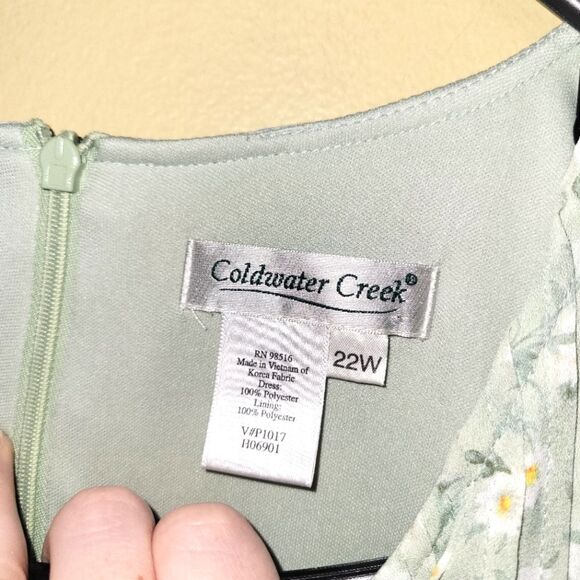 Coldwater Creek®
22W
RN 98516
Made in Vietnam of
Korea Fabric
Dress:
100% Polyester
Lining:
100% Polyester
V#P1017
H06901